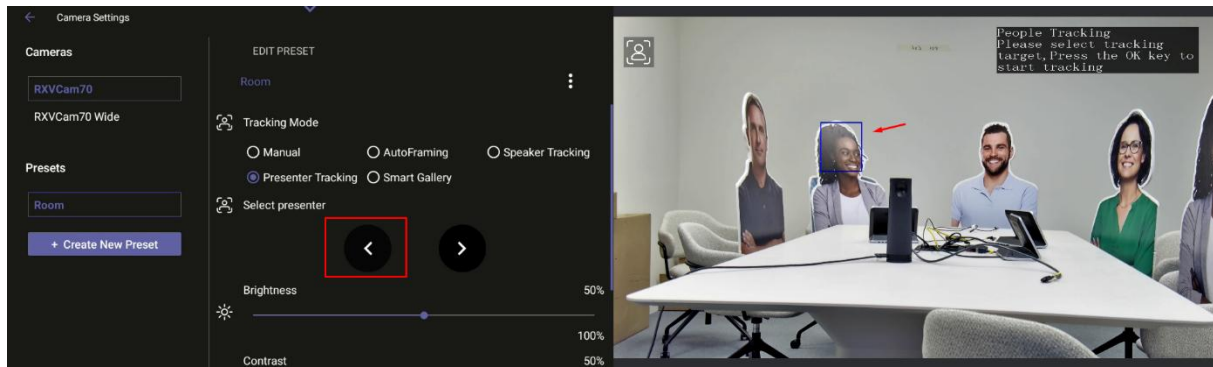 Camera Settings
Cameras
RXVCam70
RXVCam70 Wide
Presets
Room
+ Create New Preset
EDIT PRESET
Room
Tracking Mode
Manual
AutoFraming
Speaker Tracking
Presenter Tracking
Smart Gallery
Select presenter
Brightness
50%
100%
Contrast
50%
People Tracking
Please select tracking
target,Press the OK key to
start tracking